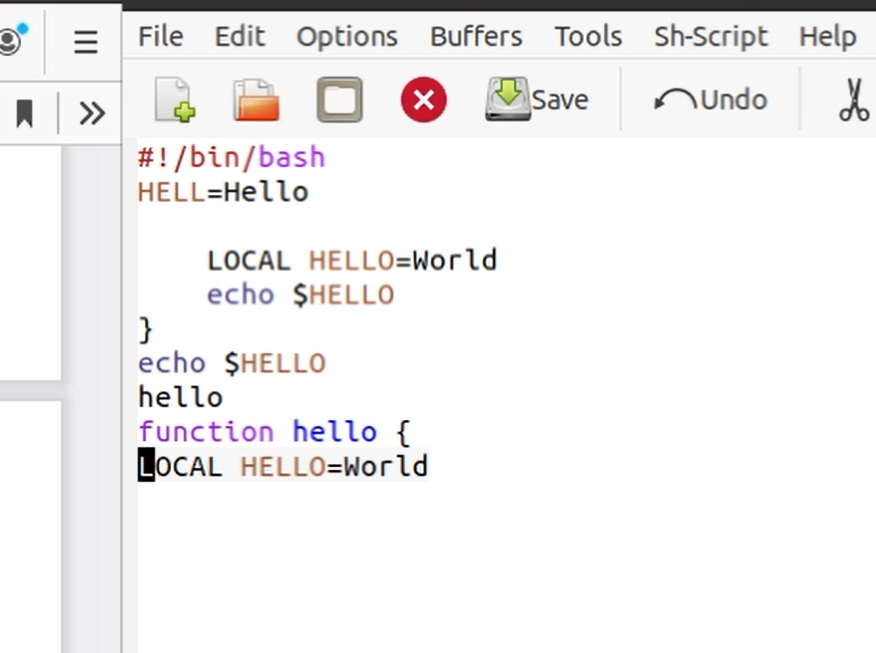 File Edit Options Buffers Tools Sh-Script Help
Save Undo
#!/bin/bash
HELL=Hello
LOCAL HELLO=World
echo $HELLO
}
echo $HELLO
hello
function hello {
LOCAL HELLO=World